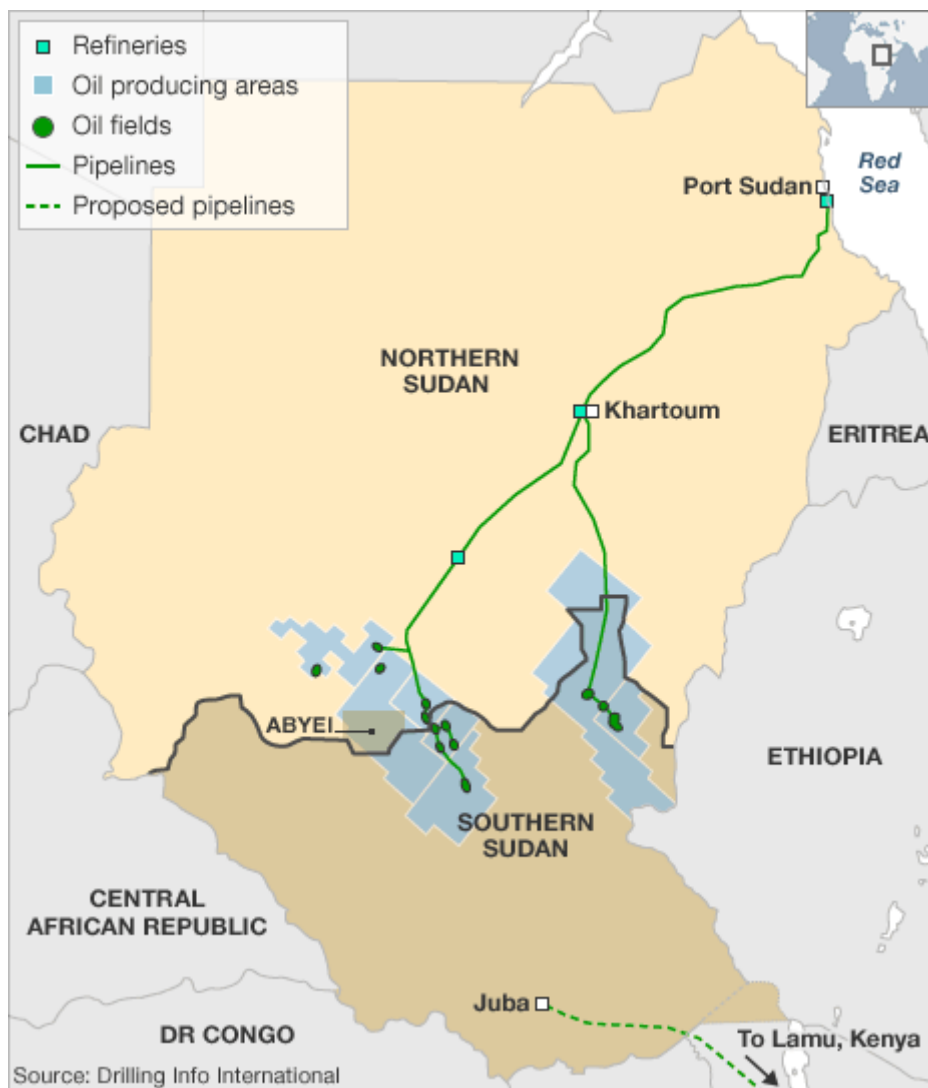 Refineries
Oil producing areas
Oil fields
Pipelines
Proposed pipelines
Port Sudan
Red
Sea
NORTHERN
SUDAN
Khartoum
CHAD
ERITREA
ABYEI
ETHIOPIA
SOUTHERN
SUDAN
CENTRAL
AFRICAN REPUBLIC
Juba
DR CONGO
To Lamu, Kenya
Source: Drilling Info International